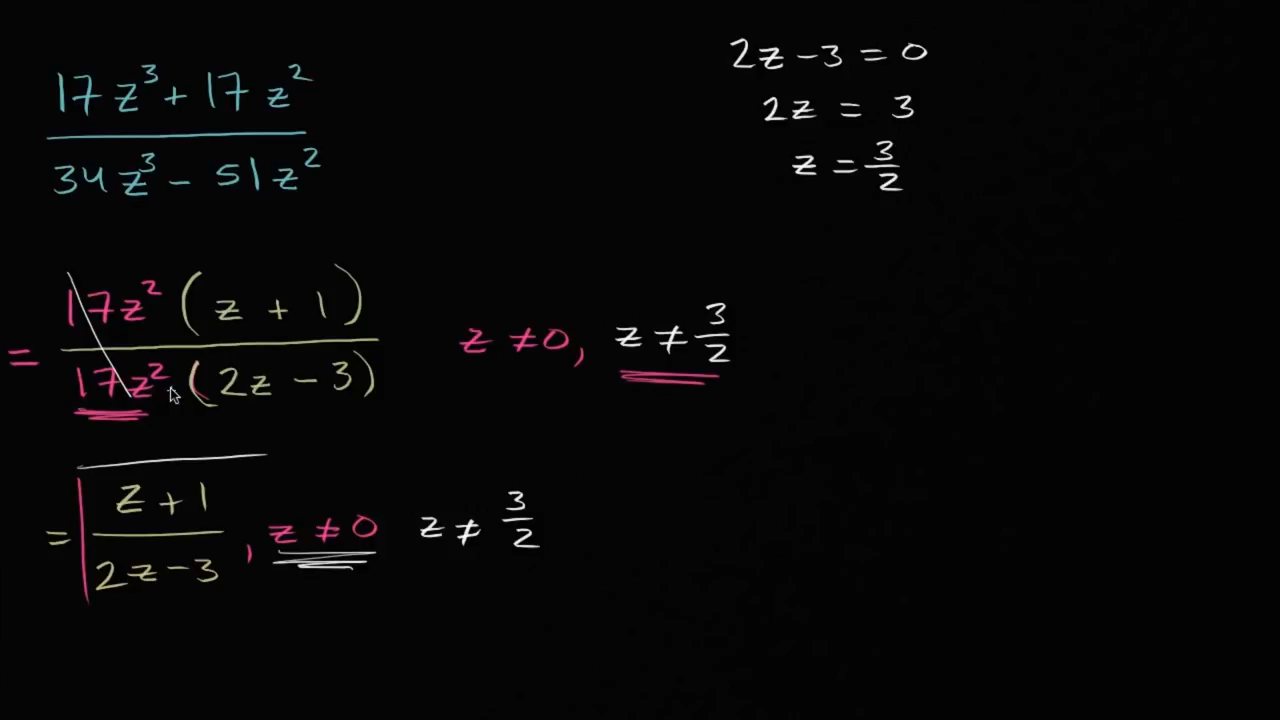 17z³ + 17z²
34z³ - 51z²
2z - 3 = 0
2z = 3
z = 3/2
= 17z² (z + 1)
17z² (2z - 3)
z ≠ 0, z ≠ 3/2
= z + 1
2z - 3
, z ≠ 0 z ≠ 3/2